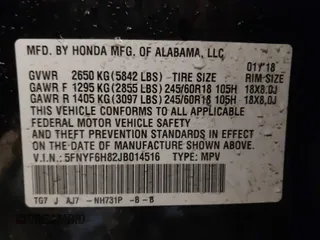 MFD. BY HONDA MFG. OF ALABAMA, LLC 01/18
GVWR 2650 KG(5842 LBS) TIRE SIZE RIM SIZE
GAWR F 1295 KG(2855 LBS) 245/60R18 105H 18X8.0J
GAWR R 1405 KG(3097 LBS) 245/60R18 105H 18X8.0J
THIS VEHICLE CONFORMS TO ALL APPLICABLE
FEDERAL MOTOR VEHICLE SAFETY
AND THEFT PREVENTION STANDARDS IN EFFECT
ON THE DATE OF MANUFACTURE SHOWN ABOVE.
V.I.N.: 5FNYF6H82JB014516 TYPE: MPV
TG7 J AJ7 -NH731P -B-B